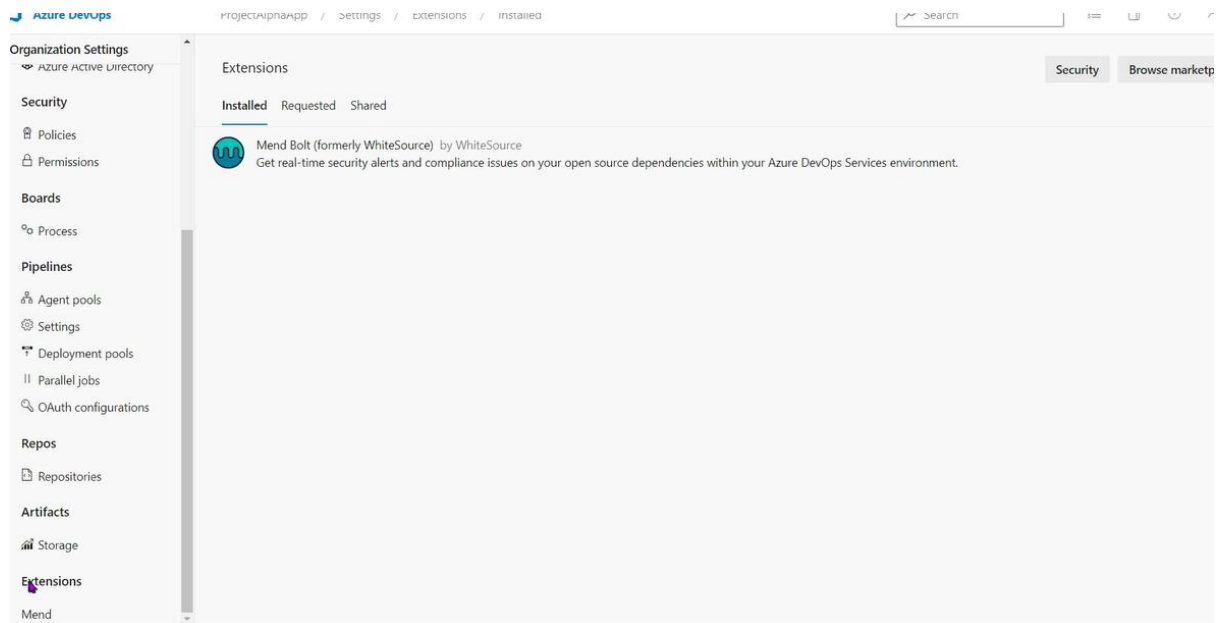 Azure DevOps
ProjectAlphaApp / Settings / Extensions / Installed
Search
Organization Settings
Azure Active Directory
Security
Policies
Permissions
Boards
Process
Pipelines
Agent pools
Settings
Deployment pools
Parallel jobs
OAuth configurations
Repos
Repositories
Artifacts
Storage
Extensions
Mend
Extensions
Security
Browse marketp
Installed Requested Shared
Mend Bolt (formerly WhiteSource) by WhiteSource
Get real-time security alerts and compliance issues on your open source dependencies within your Azure DevOps Services environment.